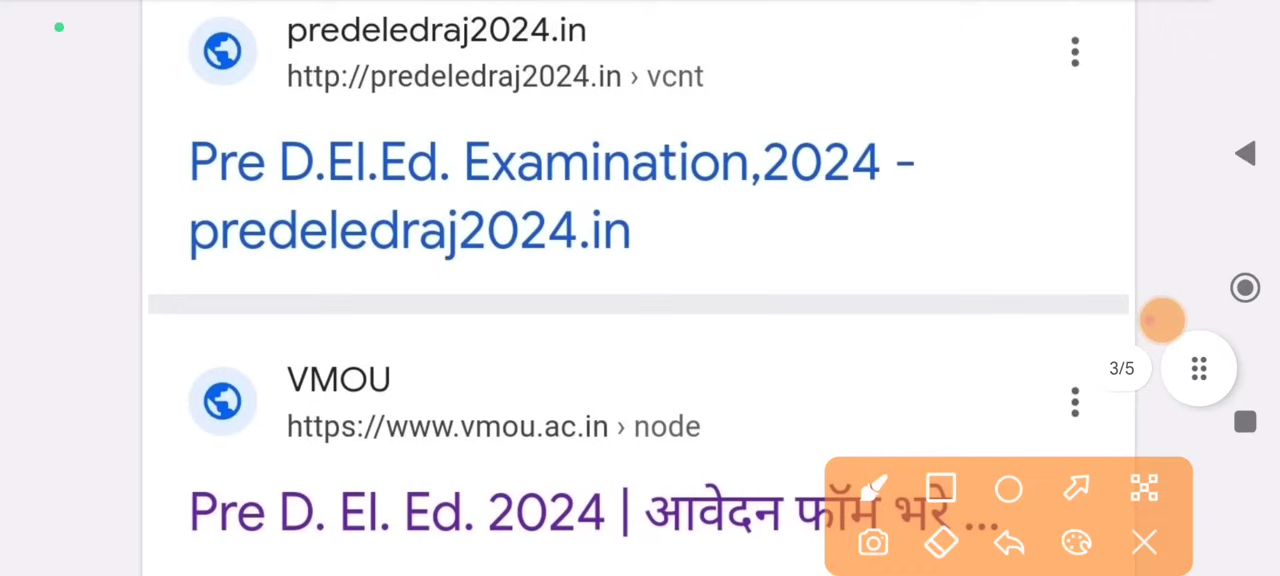 predeledraj2024.in
http://predeledraj2024.in › vcnt
Pre D.El.Ed. Examination,2024 -
predeledraj2024.in
VMOU
https://www.vmou.ac.in › node
3/5
Pre D. El. Ed. 2024 | आवेदन फॉर्म भरे ...